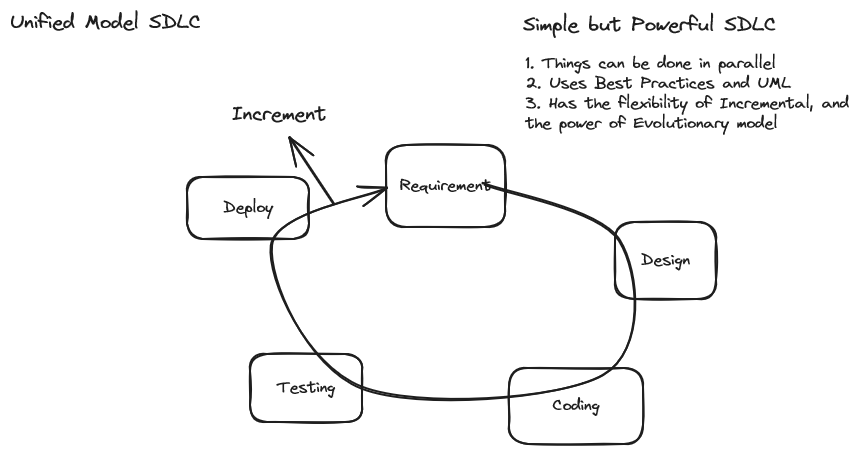 Unified Model SDLC
Simple but Powerful SDLC
1. Things can be done in parallel
2. Uses Best Practices and UML
3. Has the flexibility of Incremental, and
the power of Evolutionary model
Increment
Requirement
Deploy
Design
Testing
Coding